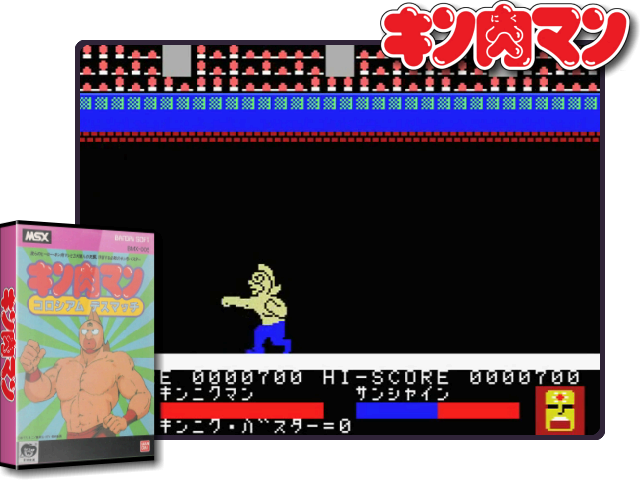 キン肉マン
E 0000700 HI-SCORE 0000700
キンニクマン サンシャイン
キンニク・バスター=0
MSX BANDAI SOFT
キン肉マン
コロシアム デスマッチ
キン肉マン